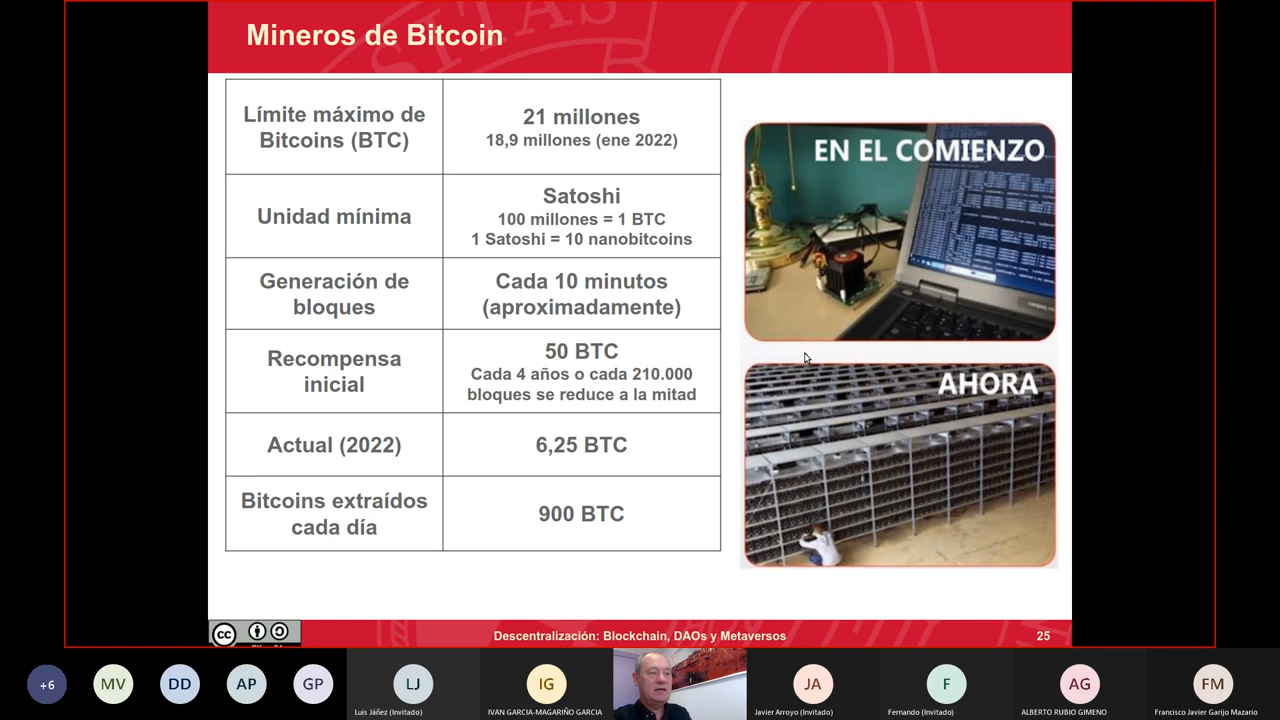 Mineros de Bitcoin
Límite máximo de
Bitcoins (BTC)
21 millones
18,9 millones (ene 2022)
Unidad mínima
Satoshi
100 millones = 1 BTC
1 Satoshi = 10 nanobitcoins
Generación de
bloques
Cada 10 minutos
(aproximadamente)
Recompensa
inicial
50 BTC
Cada 4 años o cada 210.000
bloques se reduce a la mitad
Actual (2022)
6,25 BTC
Bitcoins extraídos
cada día
900 BTC
EN EL COMIENZO
AHORA
cc
Descentralización: Blockchain, DAOs y Metaversos
25
+6
MV
DD
AP
GP
LJ
Luis Jáñez (Invitado)
IG
IVAN GARCIA-MAGARIÑO GARCIA
JA
Javier Arroyo (Invitado)
F
Fernando (Invitado)
AG
ALBERTO RUBIO GIMENO
FM
Francisco Javier Garijo Mazario